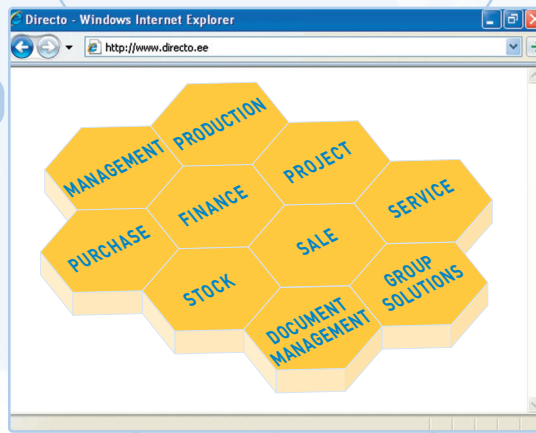 Directo - Windows Internet Explorer
http://www.directo.ee
PRODUCTION
MANAGEMENT
PROJECT
FINANCE
SERVICE
PURCHASE
SALE
STOCK
GROUP
SOLUTIONS
DOCUMENT
MANAGEMENT